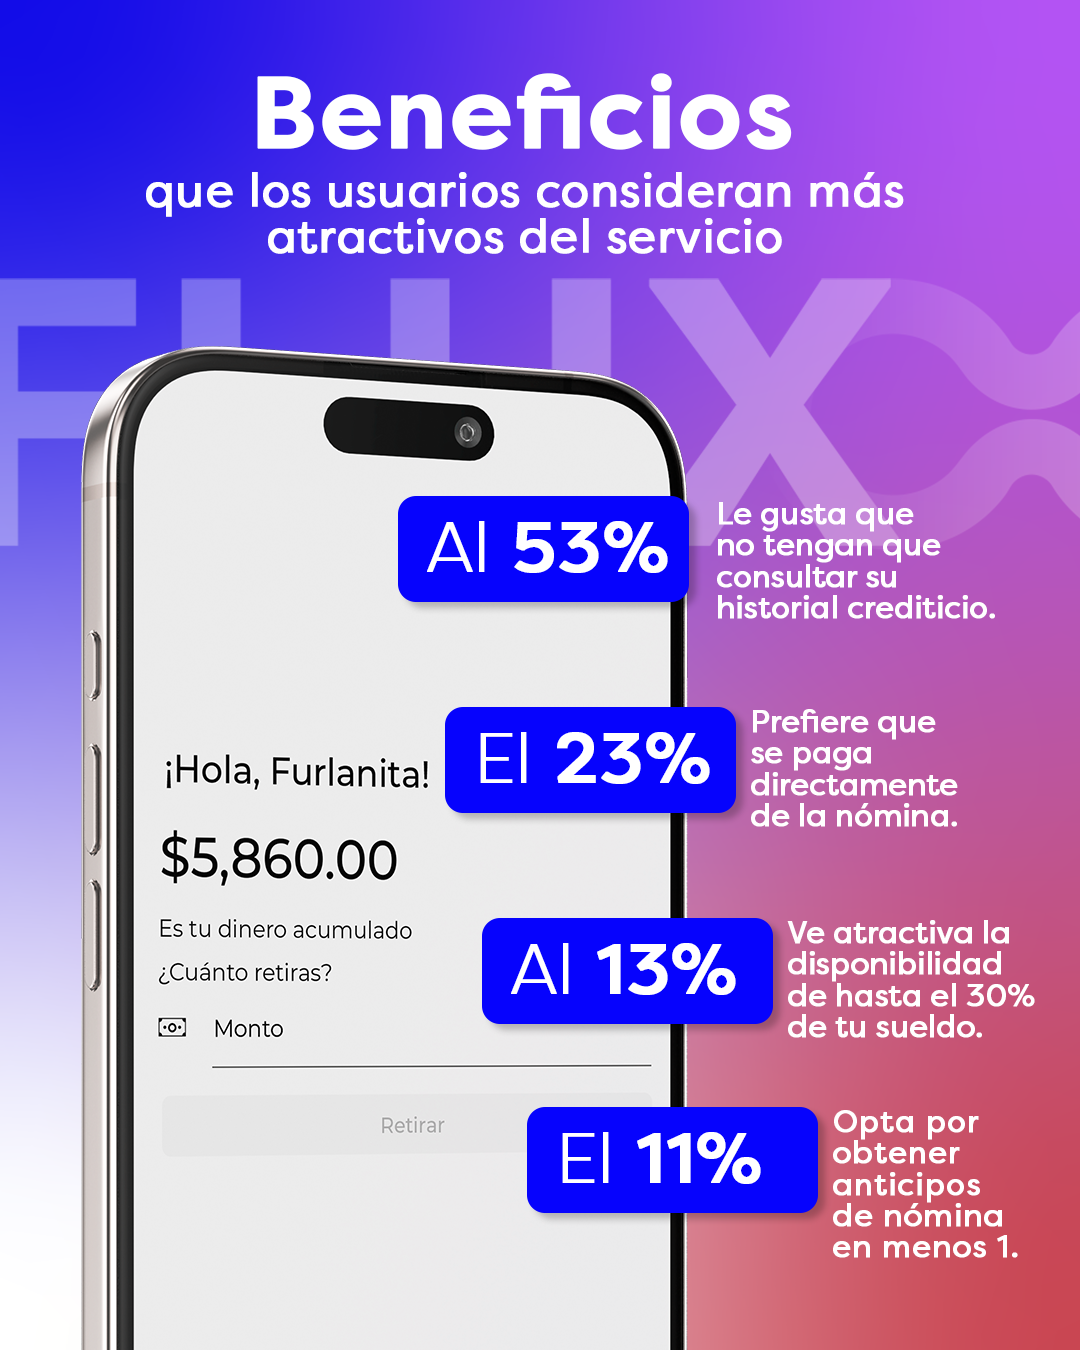 Beneficios
que los usuarios consideran más
atractivos del servicio
FLUX
Al 53%
Le gusta que
no tengan que
consultar su
historial crediticio.
¡Hola, Furlanita!
El 23%
Prefiere que
se paga
directamente
de la nómina.
$5,860.00
Es tu dinero acumulado
¿Cuánto retiras?
Monto
Al 13%
Ve atractiva la
disponibilidad
de hasta el 30%
de tu sueldo.
Retirar
El 11%
Opta por
obtener
anticipos
de nómina
en menos 1.